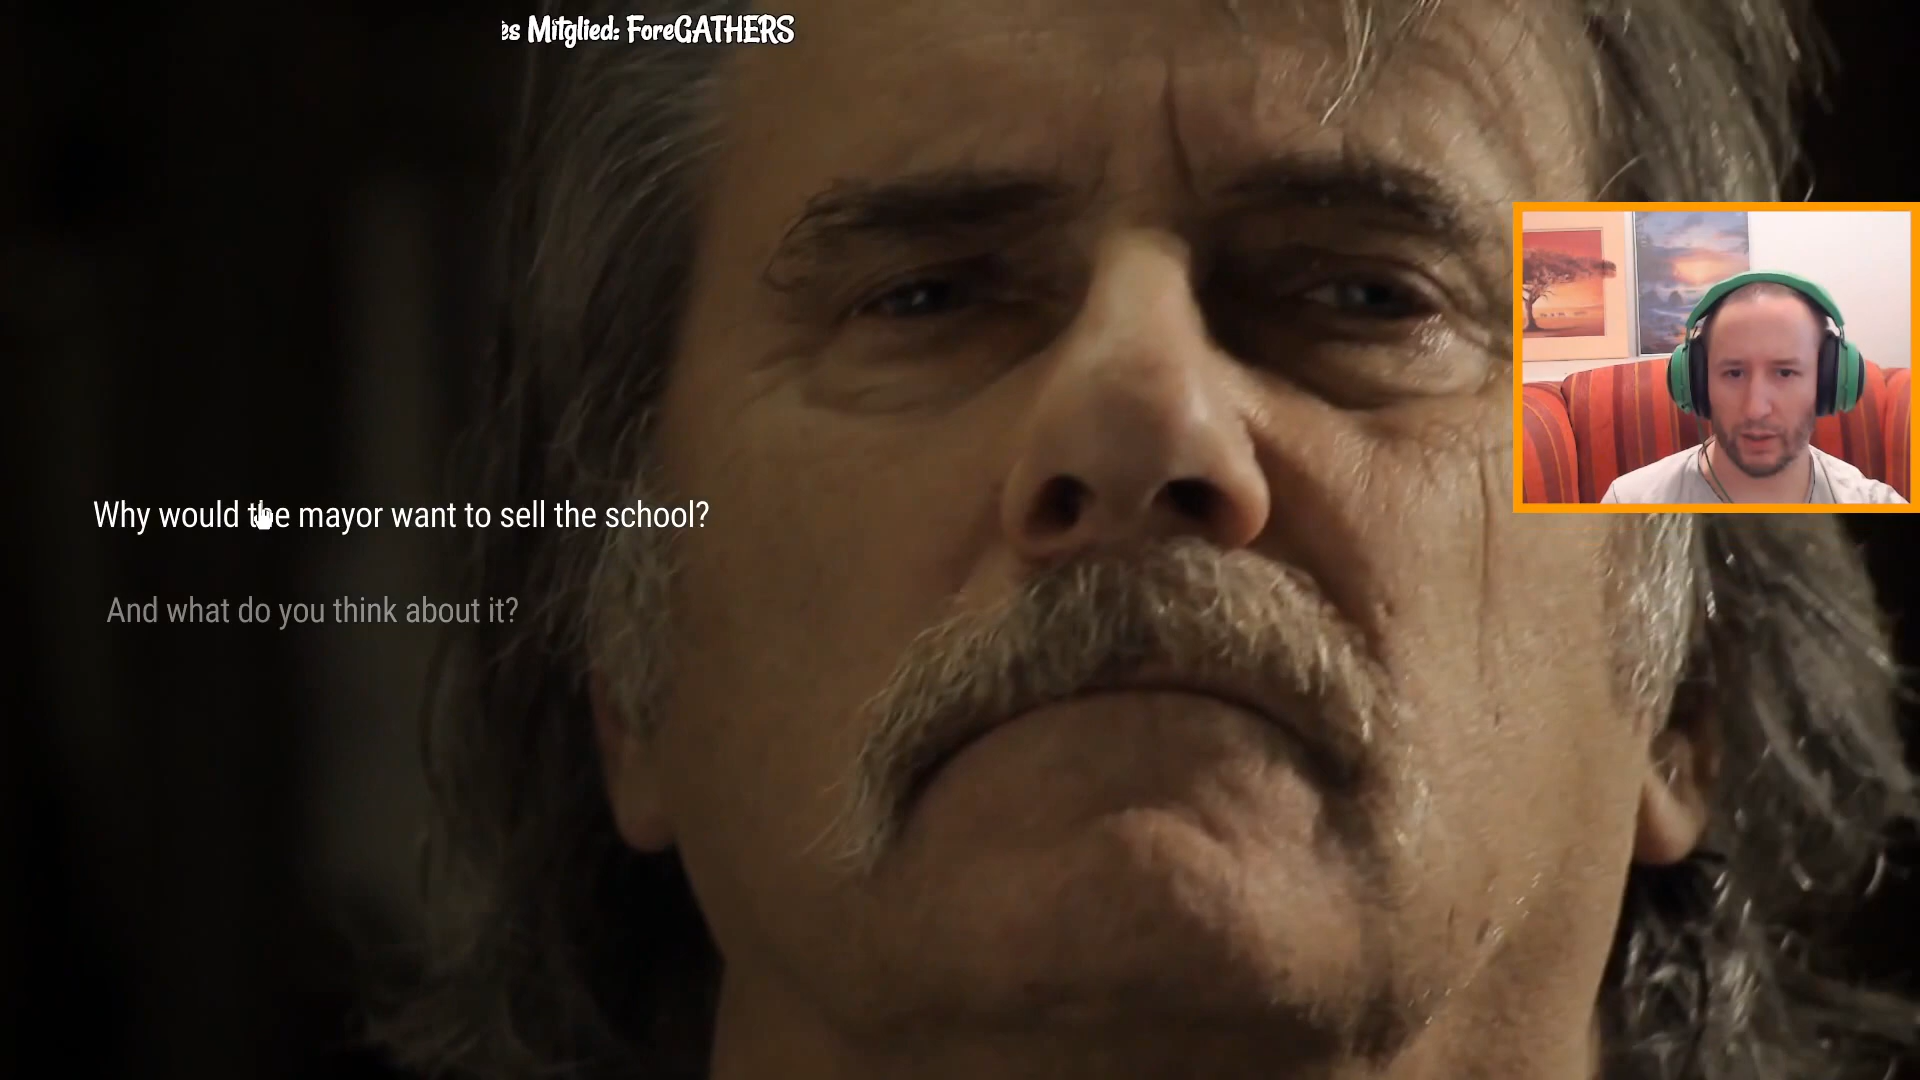 Mitglied: ForeGATHERS
Why would the mayor want to sell the school?
And what do you think about it?